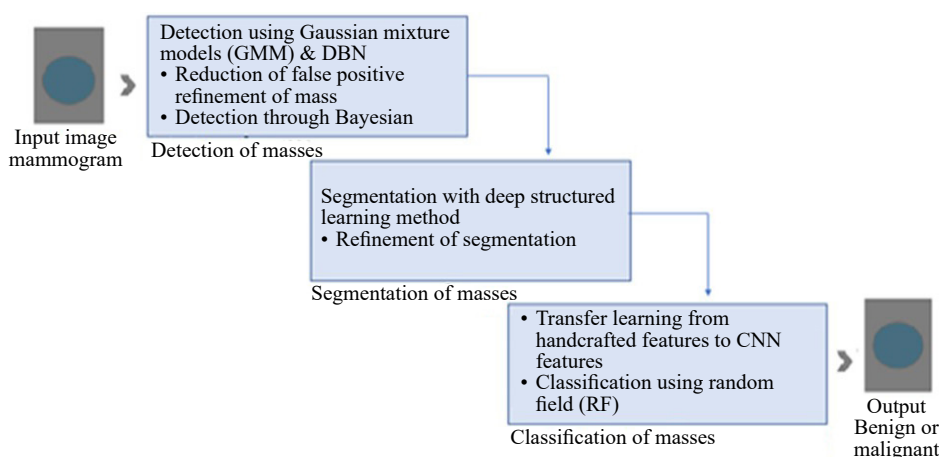 Input image
mammogram
Detection using Gaussian mixture
models (GMM) & DBN
• Reduction of false positive
refinement of mass
• Detection through Bayesian
Detection of masses
Segmentation with deep structured
learning method
• Refinement of segmentation
Segmentation of masses
• Transfer learning from
handcrafted features to CNN
features
• Classification using random
field (RF)
Classification of masses
Output
Benign or
malignant